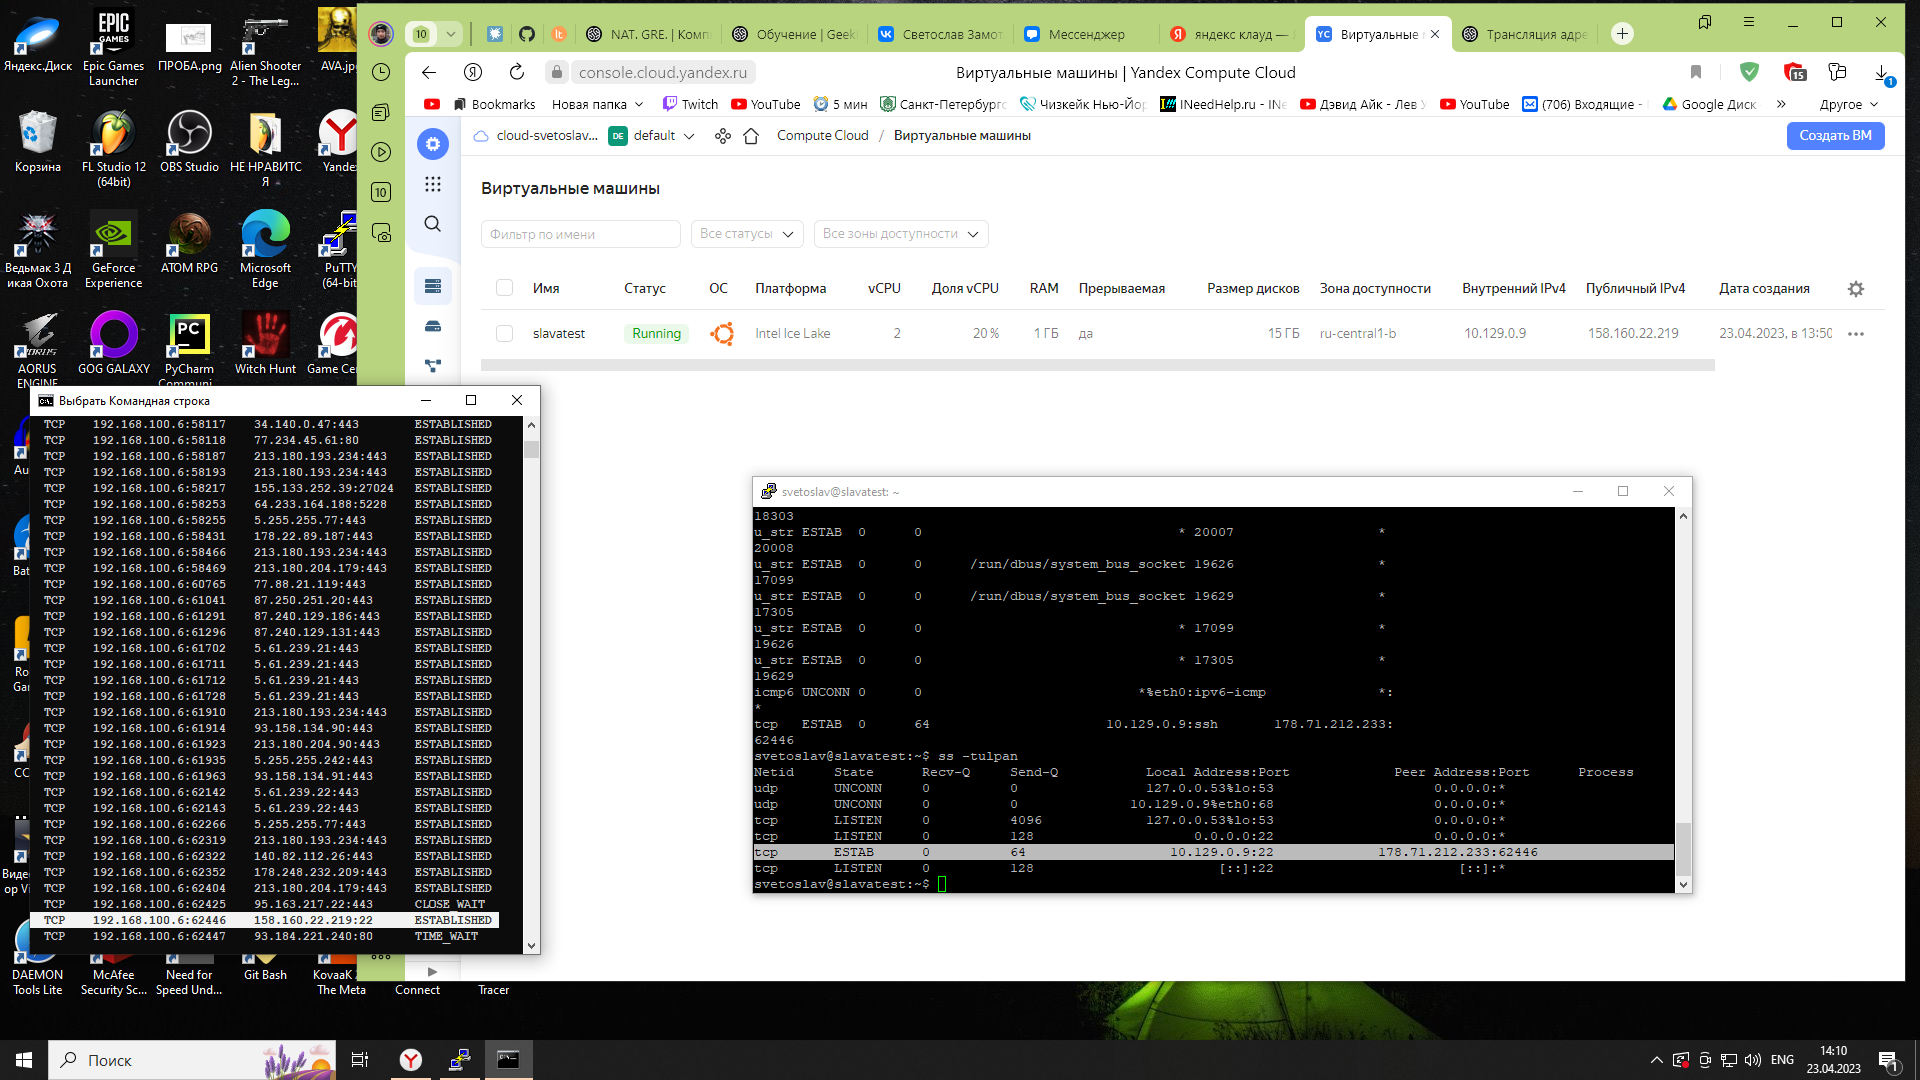 Яндекс.Диск
Epic Games Launcher
ПРОБА.png
Alien Shooter 2 - The Leg...
AVA.jp
Корзина
FL Studio 12 (64bit)
OBS Studio
НЕ НРАВИТСЯ
Yande
Ведьмак 3 Дикая Охота
GeForce Experience
ATOM RPG
Microsoft Edge
PuTTY (64-bit
AORUS ENGINE
GOG GALAXY
PyCharm Communi...
Witch Hunt
Game Ce
DAEMON Tools Lite
McAfee Security Sc...
Need for Speed Und...
Git Bash
KovaaK The Meta
Connect
Tracer
10
NAT. GRE. | Комп
Обучение | Geek
Светослав Замот
Мессенджер
яндекс клауд —
Виртуальные
Трансляция адре
console.cloud.yandex.ru
Виртуальные машины | Yandex Compute Cloud
15
1
Bookmarks
Новая папка
Twitch
YouTube
5 мин
Санкт-Петербург
Чизкейк Нью-Йор
INeedHelp.ru - INe
Дэвид Айк - Лев
YouTube
(706) Входящие -
Google Диск
»
Другое
10
cloud-svetoslav...
DE default
Compute Cloud / Виртуальные машины
Создать ВМ
Виртуальные машины
Фильтр по имени
Все статусы
Все зоны доступности
Имя Статус ОС Платформа vCPU Доля vCPU RAM Прерываемая Размер дисков Зона доступности Внутренний IPv4 Публичный IPv4 Дата создания
slavatest Running Intel Ice Lake 2 20 % 1 ГБ да 15 ГБ ru-central1-b 10.129.0.9 158.160.22.219 23.04.2023, в 13:50
Выбрать Командная строка
TCP 192.168.100.6:58117 34.140.0.47:443 ESTABLISHED
TCP 192.168.100.6:58118 77.234.45.61:80 ESTABLISHED
TCP 192.168.100.6:58187 213.180.193.234:443 ESTABLISHED
TCP 192.168.100.6:58193 213.180.193.234:443 ESTABLISHED
TCP 192.168.100.6:58217 155.133.252.39:27024 ESTABLISHED
TCP 192.168.100.6:58253 64.233.164.188:5228 ESTABLISHED
TCP 192.168.100.6:58255 5.255.255.77:443 ESTABLISHED
TCP 192.168.100.6:58431 178.22.89.187:443 ESTABLISHED
TCP 192.168.100.6:58466 213.180.193.234:443 ESTABLISHED
TCP 192.168.100.6:58469 213.180.204.179:443 ESTABLISHED
TCP 192.168.100.6:60765 77.88.21.119:443 ESTABLISHED
TCP 192.168.100.6:61041 87.250.251.20:443 ESTABLISHED
TCP 192.168.100.6:61291 87.240.129.186:443 ESTABLISHED
TCP 192.168.100.6:61296 87.240.129.131:443 ESTABLISHED
TCP 192.168.100.6:61702 5.61.239.21:443 ESTABLISHED
TCP 192.168.100.6:61711 5.61.239.21:443 ESTABLISHED
TCP 192.168.100.6:61712 5.61.239.21:443 ESTABLISHED
TCP 192.168.100.6:61728 5.61.239.21:443 ESTABLISHED
TCP 192.168.100.6:61910 213.180.193.234:443 ESTABLISHED
TCP 192.168.100.6:61914 93.158.134.90:443 ESTABLISHED
TCP 192.168.100.6:61923 213.180.204.90:443 ESTABLISHED
TCP 192.168.100.6:61935 5.255.255.242:443 ESTABLISHED
TCP 192.168.100.6:61963 93.158.134.91:443 ESTABLISHED
TCP 192.168.100.6:62142 5.61.239.22:443 ESTABLISHED
TCP 192.168.100.6:62143 5.61.239.22:443 ESTABLISHED
TCP 192.168.100.6:62266 5.255.255.77:443 ESTABLISHED
TCP 192.168.100.6:62319 213.180.193.234:443 ESTABLISHED
TCP 192.168.100.6:62322 140.82.112.26:443 ESTABLISHED
TCP 192.168.100.6:62352 178.248.232.209:443 ESTABLISHED
TCP 192.168.100.6:62404 213.180.204.179:443 ESTABLISHED
TCP 192.168.100.6:62425 95.163.217.22:443 CLOSE_WAIT
TCP 192.168.100.6:62446 158.160.22.219:22 ESTABLISHED
TCP 192.168.100.6:62447 93.184.221.240:80 TIME_WAIT
svetoslav@slavatest: ~
18303
u_str ESTAB 0 0 * 20007 *
20008
u_str ESTAB 0 0 /run/dbus/system_bus_socket 19626 *
17099
u_str ESTAB 0 0 /run/dbus/system_bus_socket 19629 *
17305
u_str ESTAB 0 0 * 17099 *
19626
u_str ESTAB 0 0 * 17305 *
19629
icmp6 UNCONN 0 0 *%eth0:ipv6-icmp *:
*
tcp ESTAB 0 64 10.129.0.9:ssh 178.71.212.233:
62446
svetoslav@slavatest:~$ ss -tulpan
Netid State Recv-Q Send-Q Local Address:Port Peer Address:Port Process
udp UNCONN 0 0 127.0.0.53%lo:53 0.0.0.0:*
udp UNCONN 0 0 10.129.0.9%eth0:68 0.0.0.0:*
tcp LISTEN 0 4096 127.0.0.53%lo:53 0.0.0.0:*
tcp LISTEN 0 128 0.0.0.0:22 0.0.0.0:*
tcp ESTAB 0 64 10.129.0.9:22 178.71.212.233:62446
tcp LISTEN 0 128 [::]:22 [::]:*
svetoslav@slavatest:~$
Поиск
ENG
14:10
23.04.2023
1